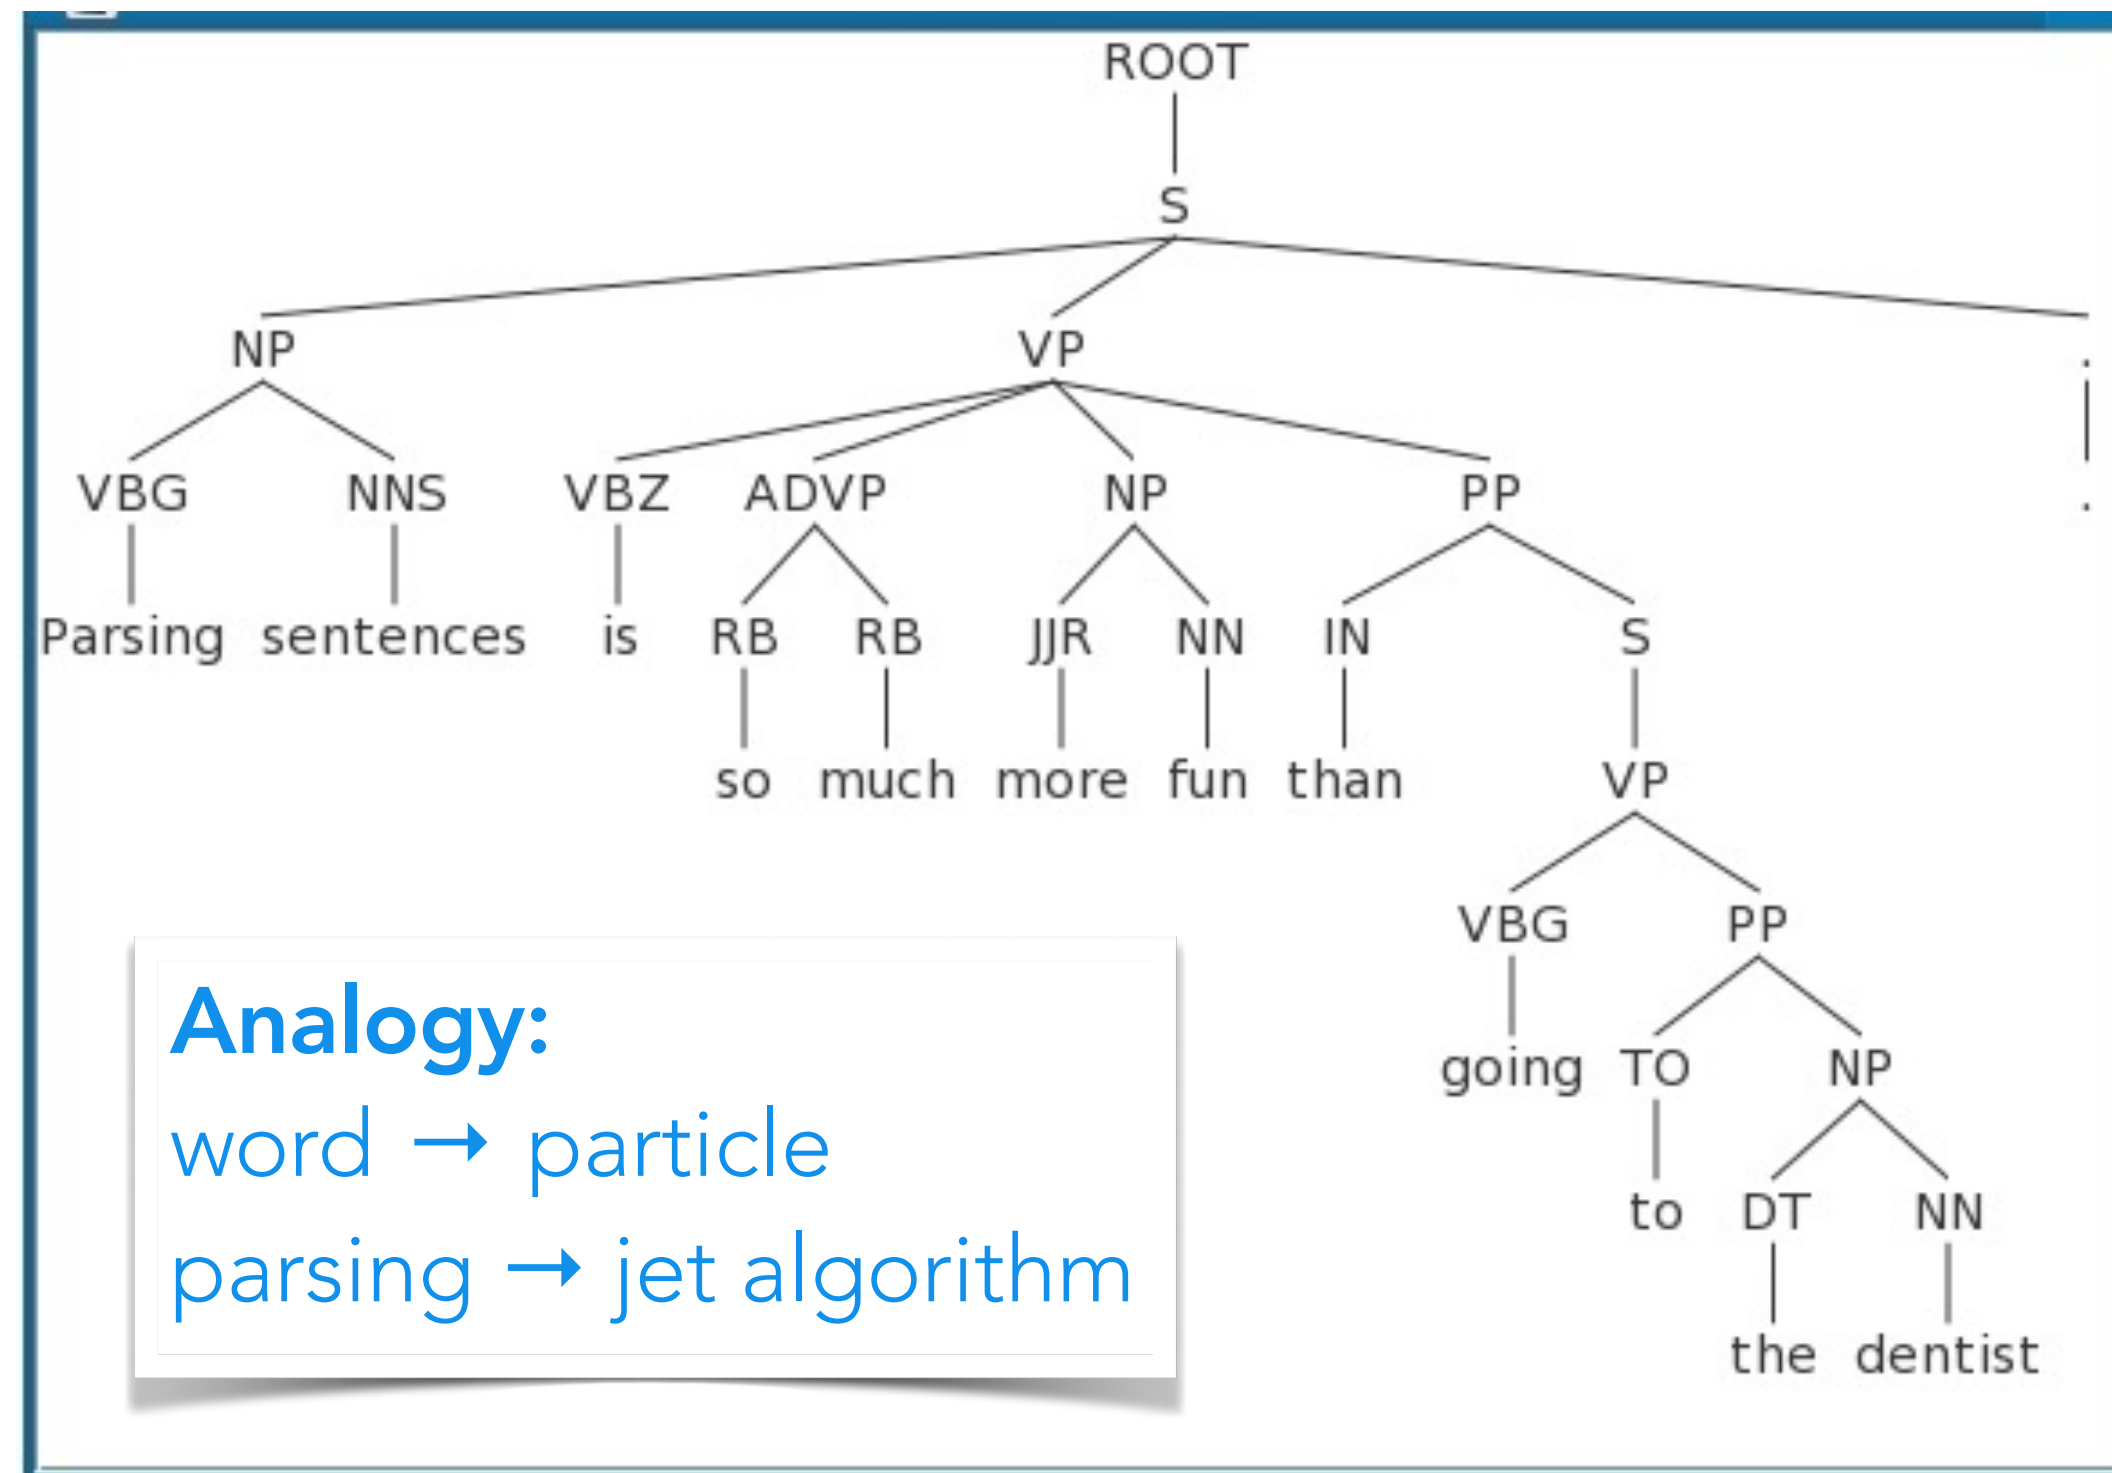 ROOT
S
NP VP .
VBG NNS VBZ ADVP NP PP .
Parsing sentences is RB RB JJR NN IN S
so much more fun than VP
VBG PP
going TO NP
to DT NN
the dentist
Analogy:
word → particle
parsing → jet algorithm